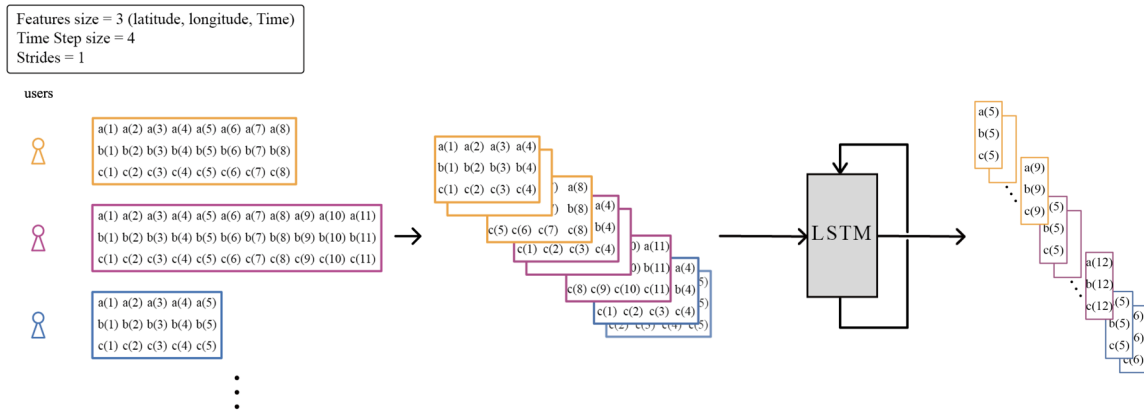 Features size = 3 (latitude, longitude, Time)
Time Step size = 4
Strides = 1
users
a(1) a(2) a(3) a(4) a(5) a(6) a(7) a(8)
b(1) b(2) b(3) b(4) b(5) b(6) b(7) b(8)
c(1) c(2) c(3) c(4) c(5) c(6) c(7) c(8)
a(1) a(2) a(3) a(4) a(5) a(6) a(7) a(8) a(9) a(10) a(11)
b(1) b(2) b(3) b(4) b(5) b(6) b(7) b(8) b(9) b(10) b(11)
c(1) c(2) c(3) c(4) c(5) c(6) c(7) c(8) c(9) c(10) c(11)
a(1) a(2) a(3) a(4) a(5)
b(1) b(2) b(3) b(4) b(5)
c(1) c(2) c(3) c(4) c(5)
a(1) a(2) a(3) a(4)
b(1) b(2) b(3) b(4)
c(1) c(2) c(3) c(4)
a(8)
b(8)
c(5) c(6) c(7) c(8)
a(4)
b(4)
c(1) c(2) c(3) c(4)
a(11)
b(11)
c(8) c(9) c(10) c(11)
a(4)
b(4)
c(1) c(2) c(3) c(4)
LSTM
a(5)
b(5)
c(5)
a(9)
b(9)
c(9)
(5)
b(5)
c(5)
a(12)
b(12)
c(12)
(5)
b(5)
c(5)
c(6)